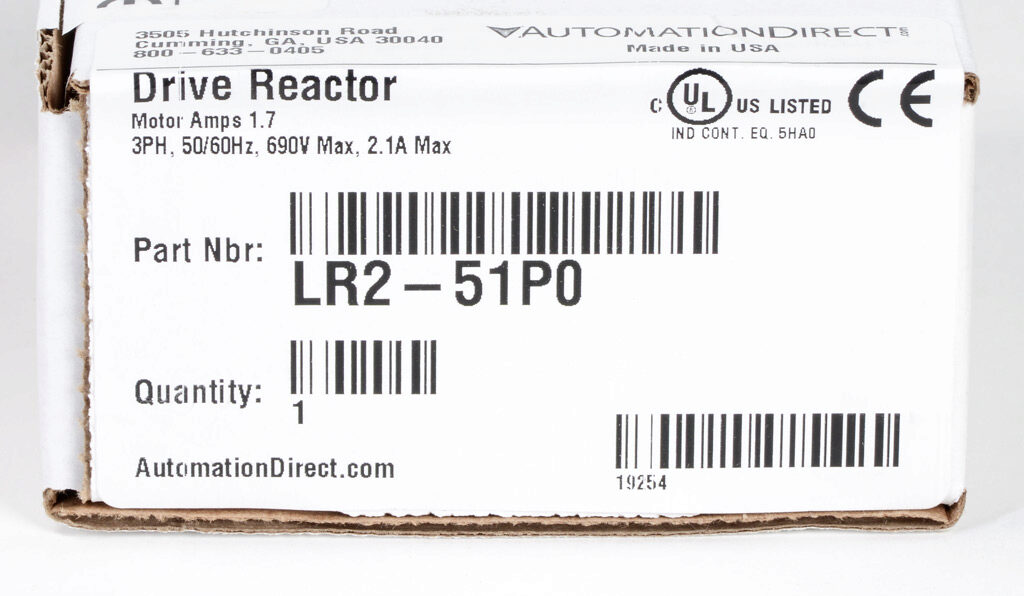 3505 Hutchinson Road
Cumming, GA, USA 30040
800-633-0405
AUTOMATIONDIRECT
Made in USA
Drive Reactor
Motor Amps 1.7
3PH, 50/60Hz, 690V Max, 2.1A Max
C UL US LISTED CE
IND CONT. EQ. 5HA0
Part Nbr:
LR2-51P0
Quantity:
1
AutomationDirect.com
19254